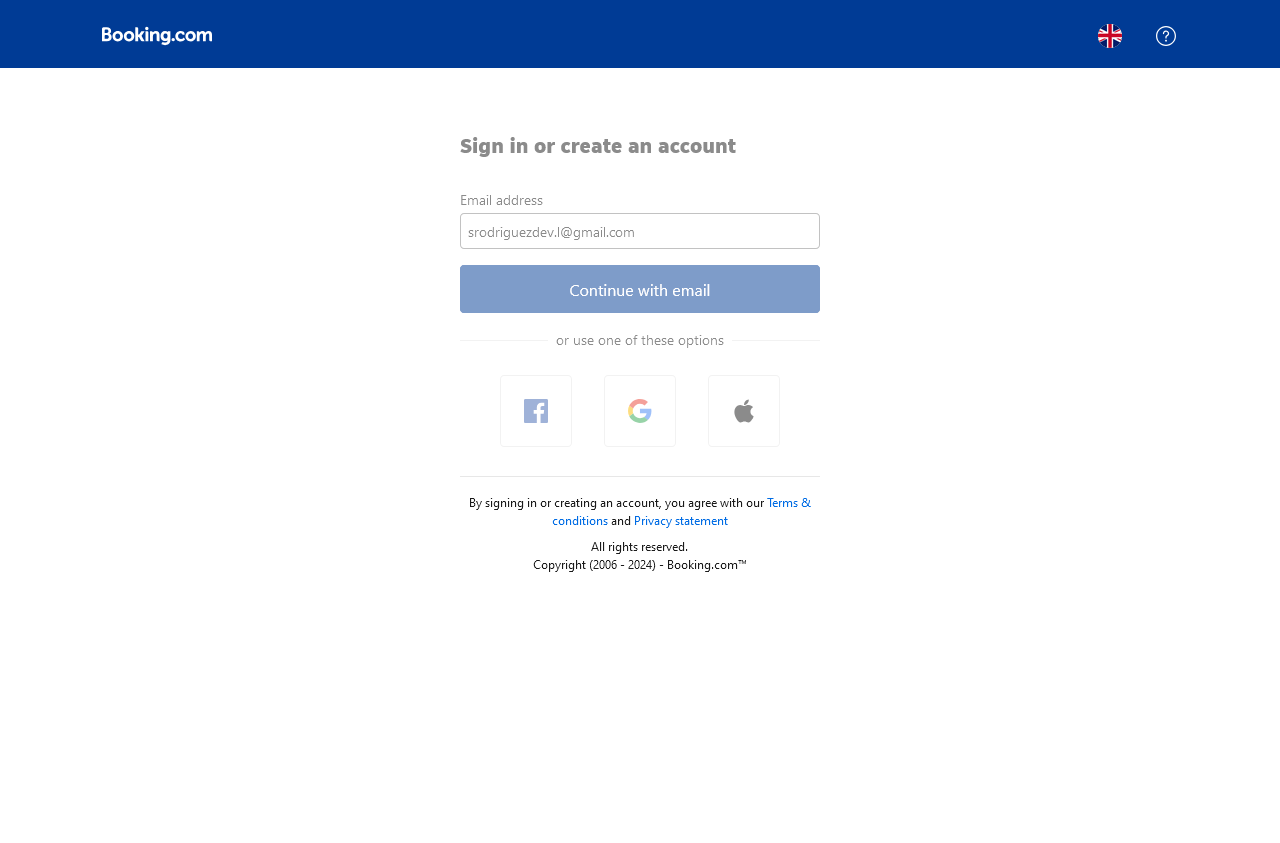 Booking.com
Sign in or create an account
Email address
srodriguezdev.l@gmail.com
Continue with email
or use one of these options
By signing in or creating an account, you agree with our Terms &
conditions and Privacy statement
All rights reserved.
Copyright (2006 - 2024) - Booking.com™